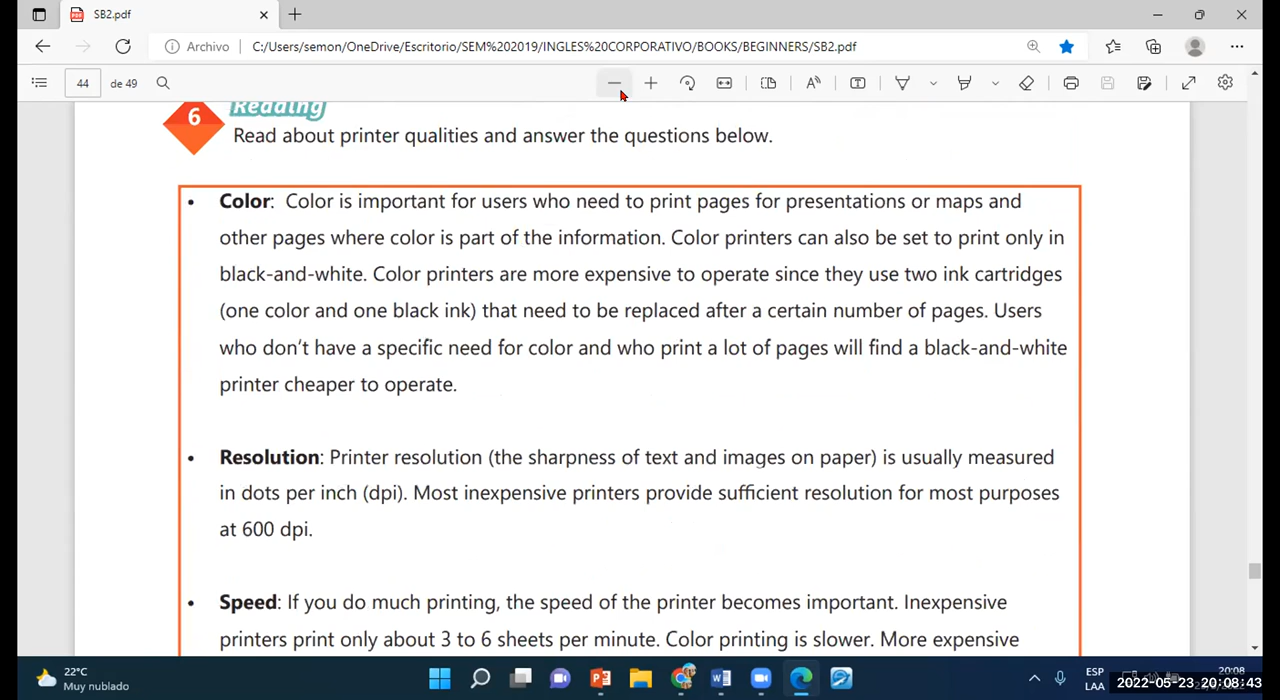 SB2.pdf
Archivo
C:/Users/semon/OneDrive/Escritorio/SEM%202019/INGLES%20CORPORATIVO/BOOKS/BEGINNERS/SB2.pdf
44 de 49
6
Reading
Read about printer qualities and answer the questions below.
• Color: Color is important for users who need to print pages for presentations or maps and
other pages where color is part of the information. Color printers can also be set to print only in
black-and-white. Color printers are more expensive to operate since they use two ink cartridges
(one color and one black ink) that need to be replaced after a certain number of pages. Users
who don't have a specific need for color and who print a lot of pages will find a black-and-white
printer cheaper to operate.
• Resolution: Printer resolution (the sharpness of text and images on paper) is usually measured
in dots per inch (dpi). Most inexpensive printers provide sufficient resolution for most purposes
at 600 dpi.
• Speed: If you do much printing, the speed of the printer becomes important. Inexpensive
printers print only about 3 to 6 sheets per minute. Color printing is slower. More expensive
22°C
Muy nublado
ESP
LAA
20:08
2022-05-23 20:08:43